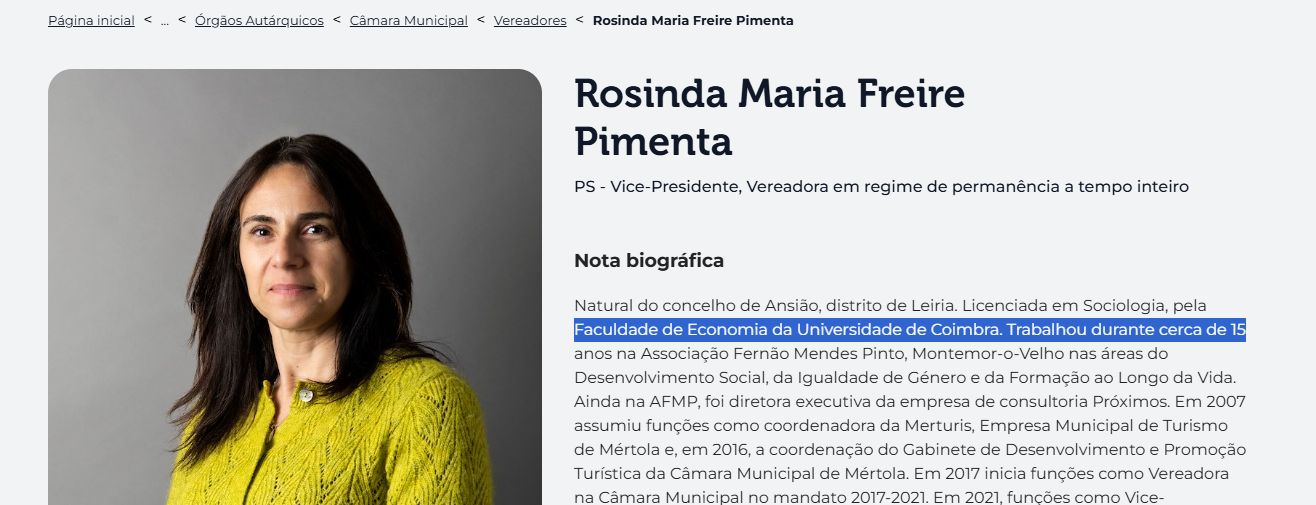 Página inicial < ... < Órgãos Autárquicos < Câmara Municipal < Vereadores < Rosinda Maria Freire Pimenta
Rosinda Maria Freire
Pimenta
PS - Vice-Presidente, Vereadora em regime de permanência a tempo inteiro
Nota biográfica
Natural do concelho de Ansião, distrito de Leiria. Licenciada em Sociologia, pela
Faculdade de Economia da Universidade de Coimbra. Trabalhou durante cerca de 15
anos na Associação Fernão Mendes Pinto, Montemor-o-Velho nas áreas do
Desenvolvimento Social, da Igualdade de Género e da Formação ao Longo da Vida.
Ainda na AFMP, foi diretora executiva da empresa de consultoria Próximos. Em 2007
assumiu funções como coordenadora da Merturis, Empresa Municipal de Turismo
de Mértola e, em 2016, a coordenação do Gabinete de Desenvolvimento e Promoção
Turística da Câmara Municipal de Mértola. Em 2017 inicia funções como Vereadora
na Câmara Municipal no mandato 2017-2021. Em 2021, funções como Vice-